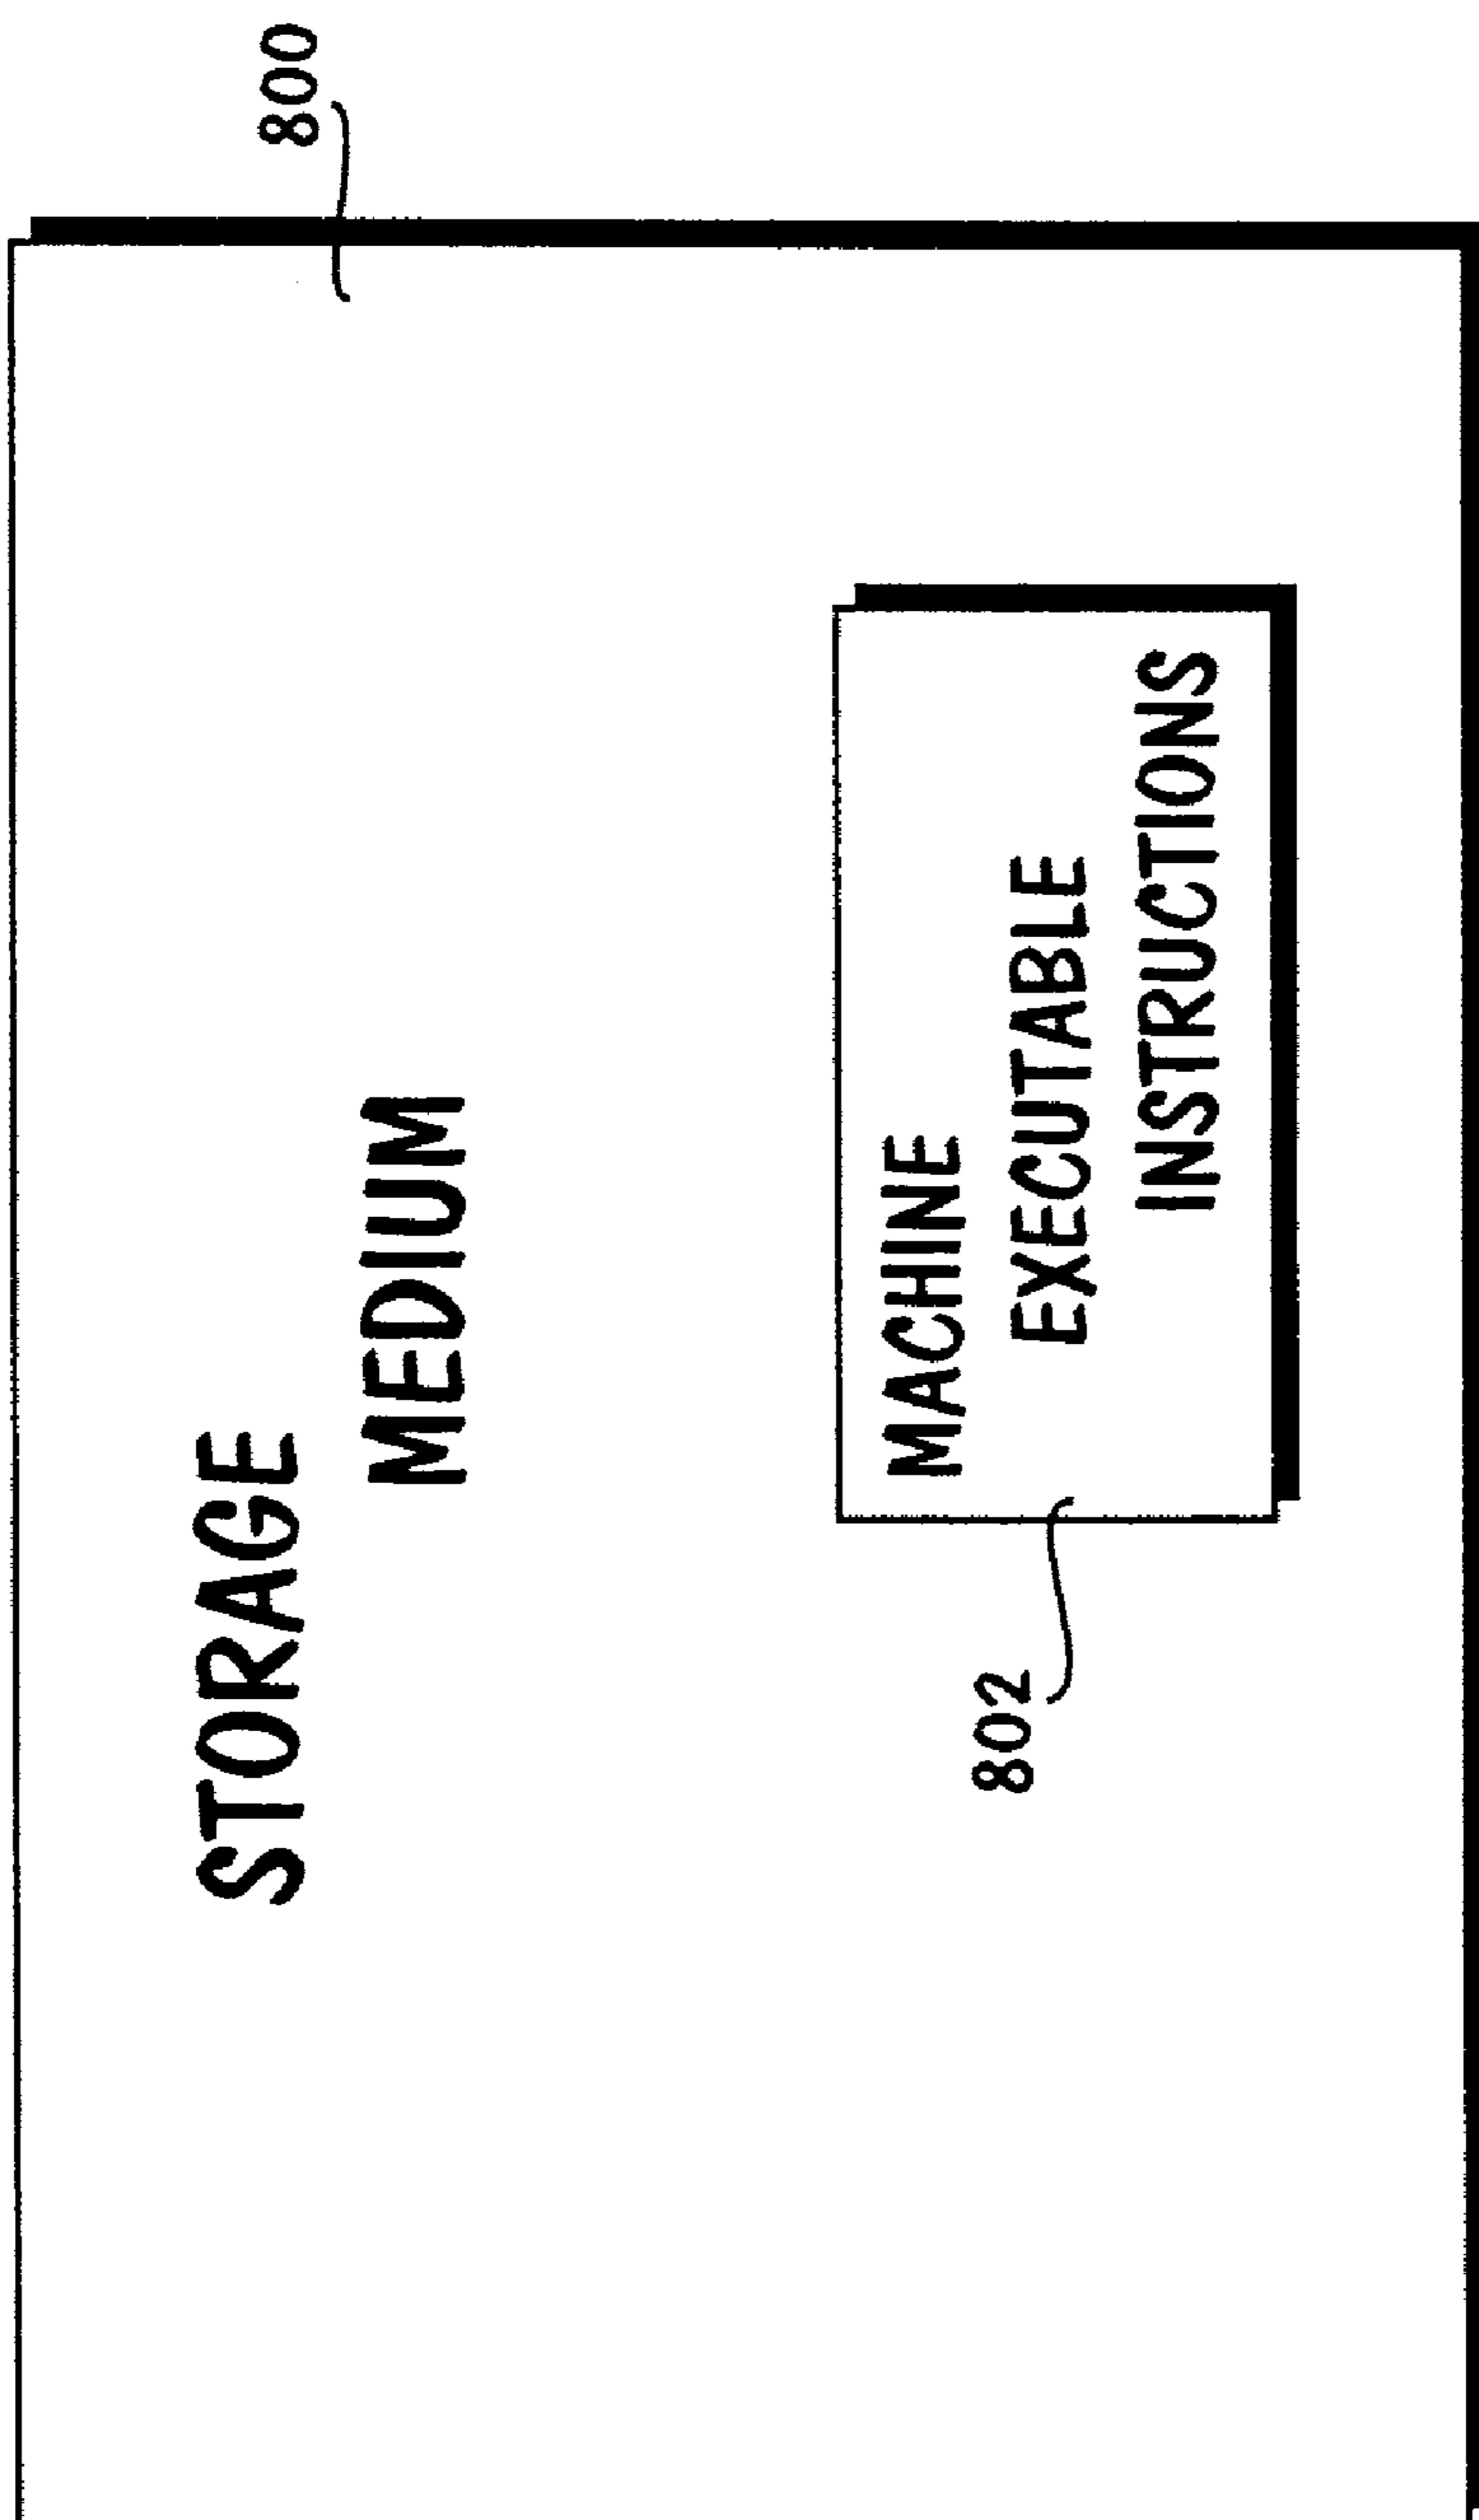 800
STORAGE
MEDIUM
802
MACHINE
EXECUTABLE
INSTRUCTIONS